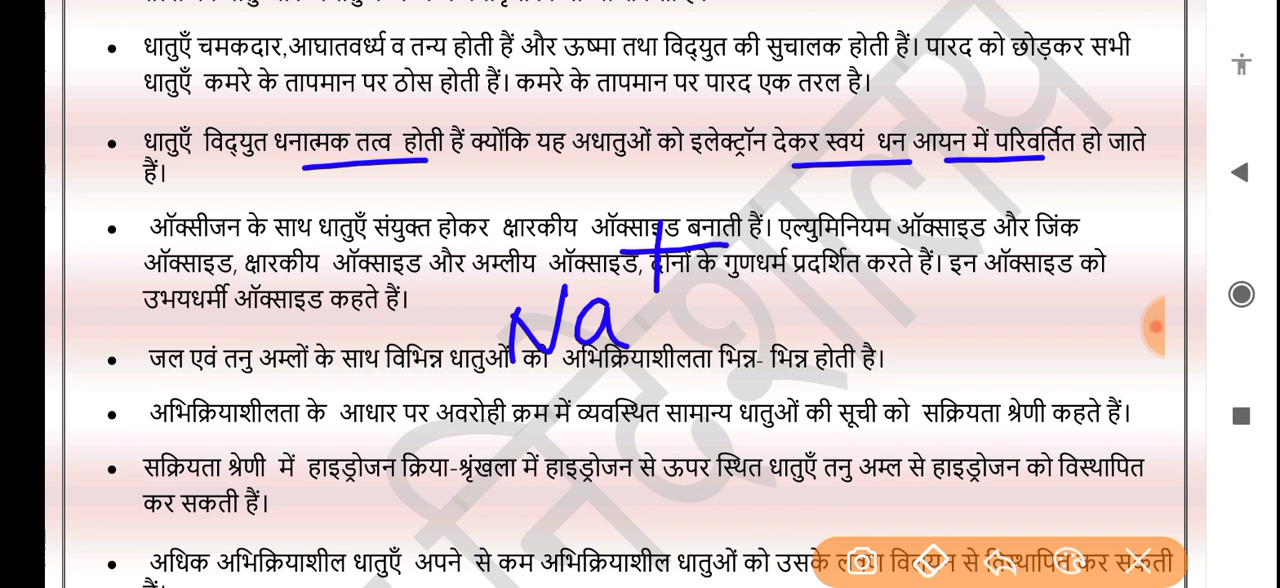 धातुएँ चमकदार,आघातवर्ध्य व तन्य होती हैं और ऊष्मा तथा विद्युत की सुचालक होती हैं। पारद को छोड़कर सभी
धातुएँ कमरे के तापमान पर ठोस होती हैं। कमरे के तापमान पर पारद एक तरल है।
धातुएँ विद्युत धनात्मक तत्व होती हैं क्योंकि यह अधातुओं को इलेक्ट्रॉन देकर स्वयं धन आयन में परिवर्तित हो जाते
हैं।
ऑक्सीजन के साथ धातुएँ संयुक्त होकर क्षारकीय ऑक्साइड बनाती हैं। एल्युमिनियम ऑक्साइड और जिंक
ऑक्साइड, क्षारकीय ऑक्साइड और अम्लीय ऑक्साइड, दोनों के गुणधर्म प्रदर्शित करते हैं। इन ऑक्साइड को
उभयधर्मी ऑक्साइड कहते हैं।
Na+
जल एवं तनु अम्लों के साथ विभिन्न धातुओं की अभिक्रियाशीलता भिन्न- भिन्न होती है।
अभिक्रियाशीलता के आधार पर अवरोही क्रम में व्यवस्थित सामान्य धातुओं की सूची को सक्रियता श्रेणी कहते हैं।
सक्रियता श्रेणी में हाइड्रोजन क्रिया-श्रृंखला में हाइड्रोजन से ऊपर स्थित धातुएँ तनु अम्ल से हाइड्रोजन को विस्थापित
कर सकती हैं।
अधिक अभिक्रियाशील धातुएँ अपने से कम अभिक्रियाशील धातुओं को उसके से कर सकती